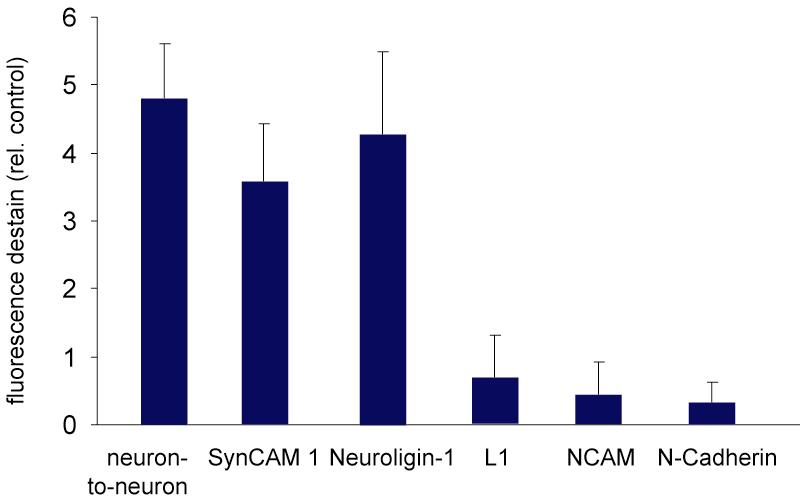 fluorescence destain (rel. control)
6
5
4
3
2
1
0
neuron-
to-neuron
SynCAM 1
Neuroligin-1
L1
NCAM
N-Cadherin